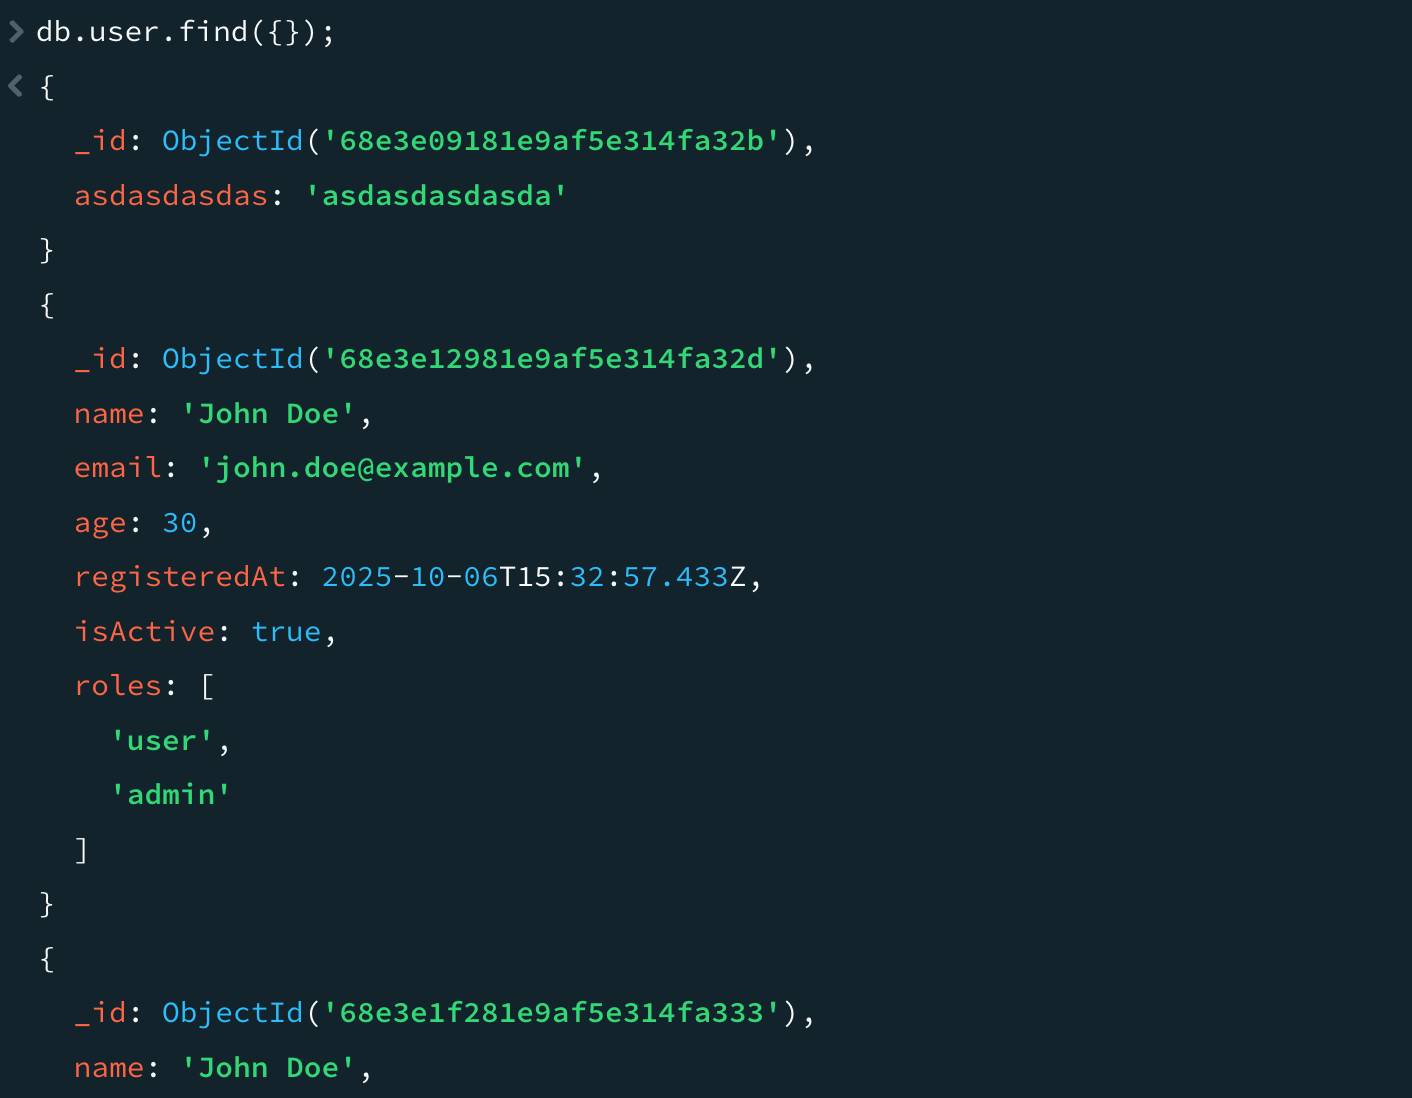 > db.user.find({});
< {
_id: ObjectId('68e3e09181e9af5e314fa32b'),
asdasdasdas: 'asdasdasdasda'
}
{
_id: ObjectId('68e3e12981e9af5e314fa32d'),
name: 'John Doe',
email: 'john.doe@example.com',
age: 30,
registeredAt: 2025-10-06T15:32:57.433Z,
isActive: true,
roles: [
'user',
'admin'
]
}
{
_id: ObjectId('68e3e1f281e9af5e314fa333'),
name: 'John Doe',